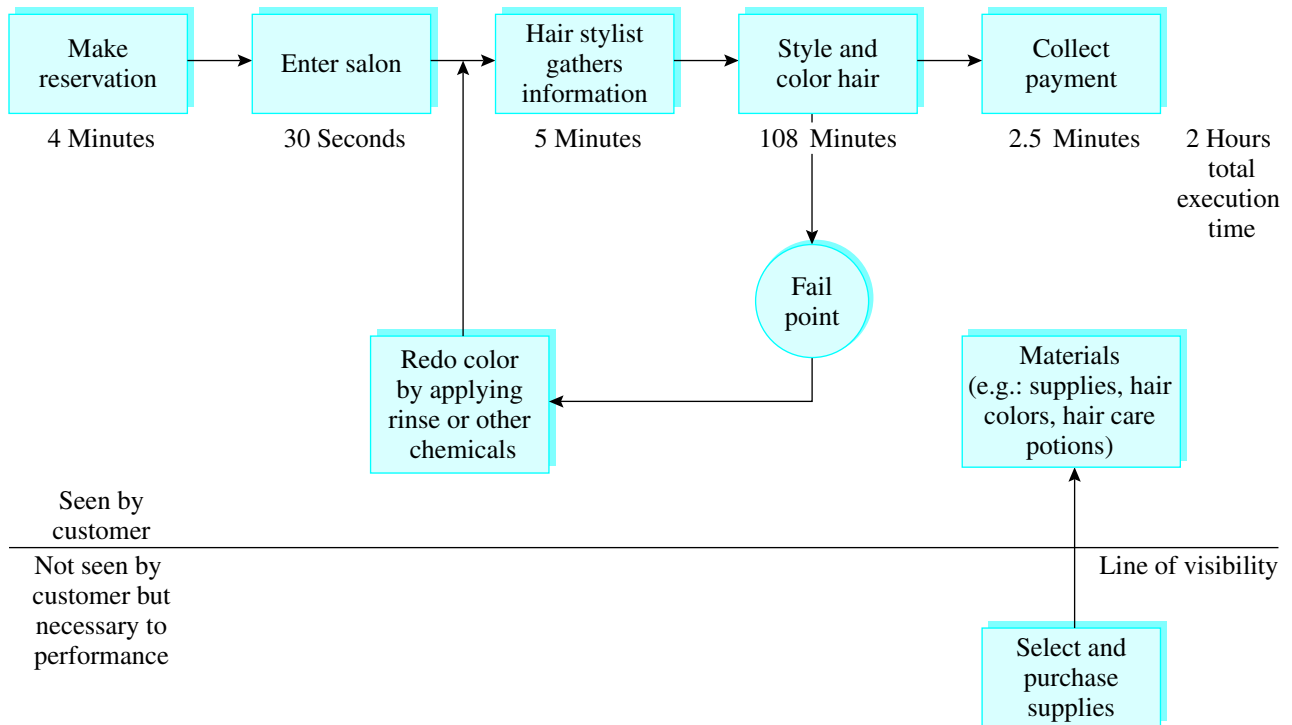 Make
reservation
Enter salon
Hair stylist
gathers
information
Style and
color hair
Collect
payment
4 Minutes
30 Seconds
5 Minutes
108 Minutes
2.5 Minutes
2 Hours
total
execution
time
Fail
point
Redo color
by applying
rinse or other
chemicals
Materials
(e.g.: supplies, hair
colors, hair care
potions)
Seen by
customer
Line of visibility
Not seen by
customer but
necessary to
performance
Select and
purchase
supplies